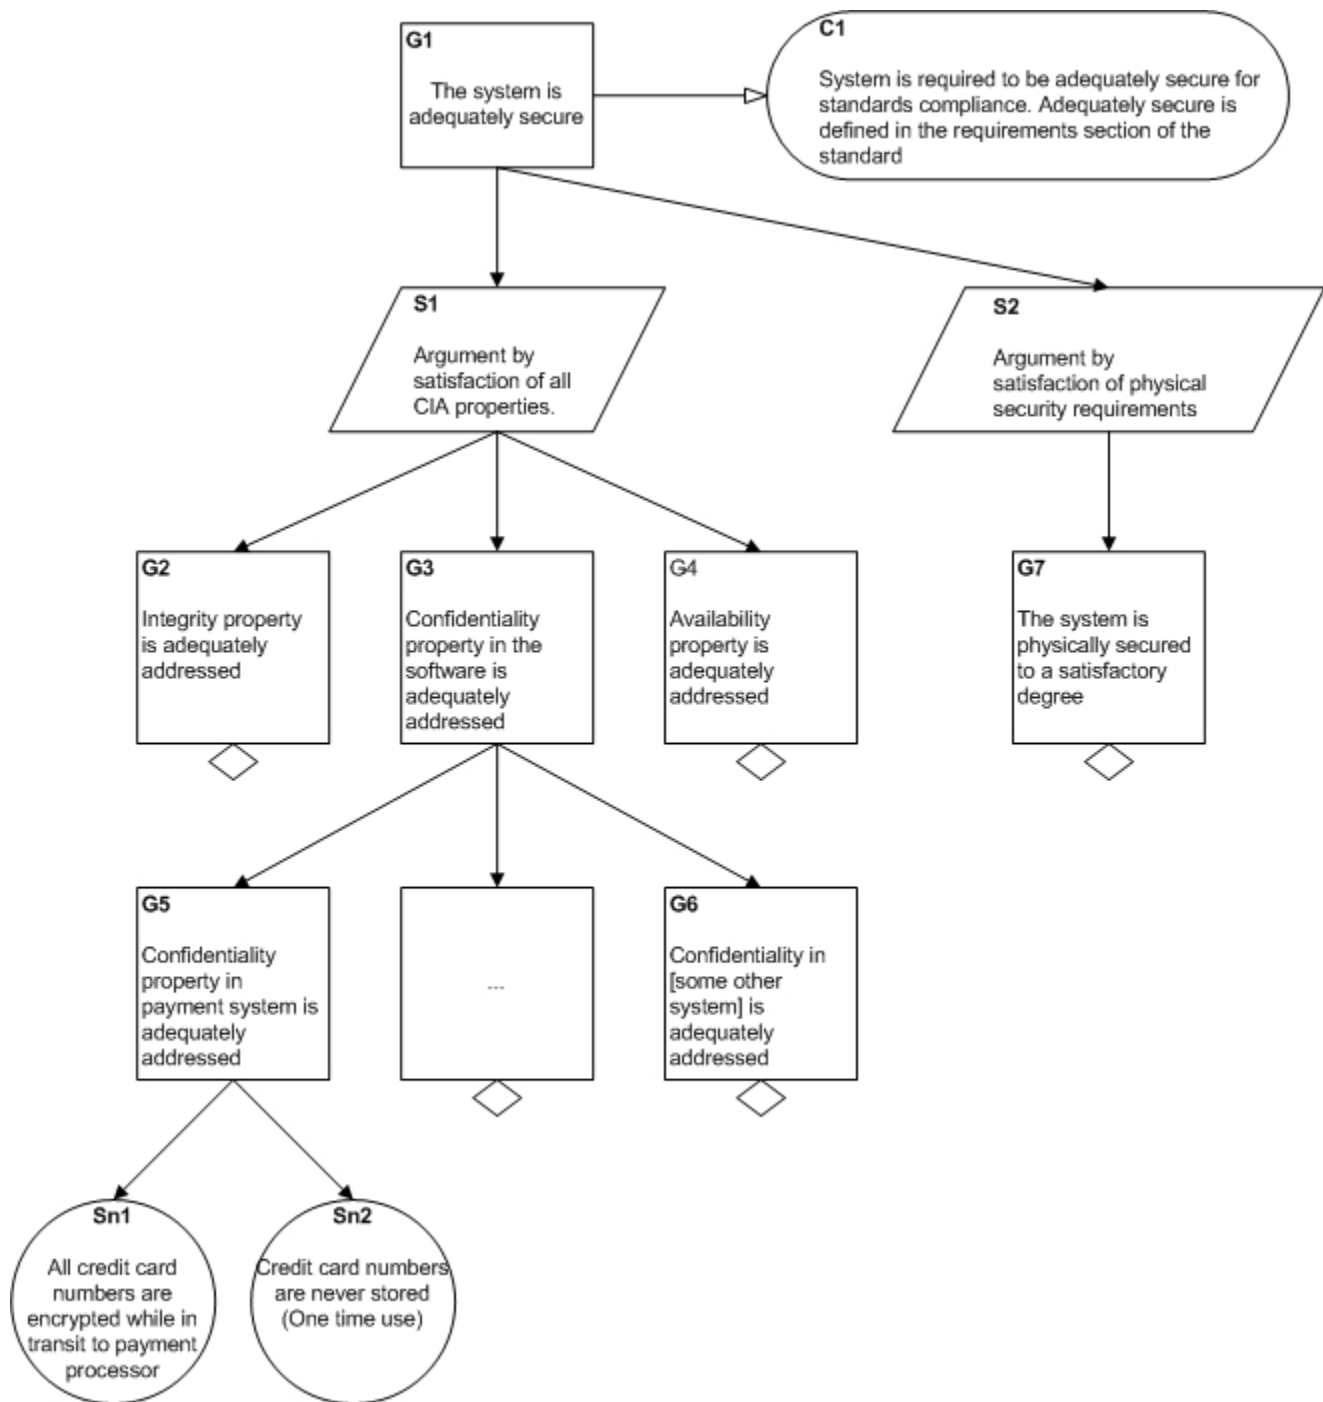 G1
The system is
adequately secure
C1
System is required to be adequately secure for
standards compliance. Adequately secure is
defined in the requirements section of the
standard
S1
Argument by
satisfaction of all
CIA properties.
S2
Argument by
satisfaction of physical
security requirements
G2
Integrity property
is adequately
addressed
G3
Confidentiality
property in the
software is
adequately
addressed
G4
Availability
property is
adequately
addressed
G7
The system is
physically secured
to a satisfactory
degree
G5
Confidentiality
property in
payment system is
adequately
addressed
...
G6
Confidentiality in
[some other
system] is
adequately
addressed
Sn1
All credit card
numbers are
encrypted while in
transit to payment
processor
Sn2
Credit card numbers
are never stored
(One time use)